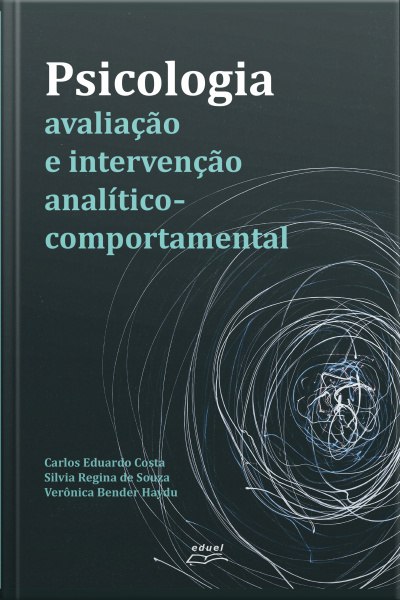 Psicologia
avaliação
e intervenção
analítico-
comportamental
Carlos Eduardo Costa
Silvia Regina de Souza
Verônica Bender Haydu
eduel